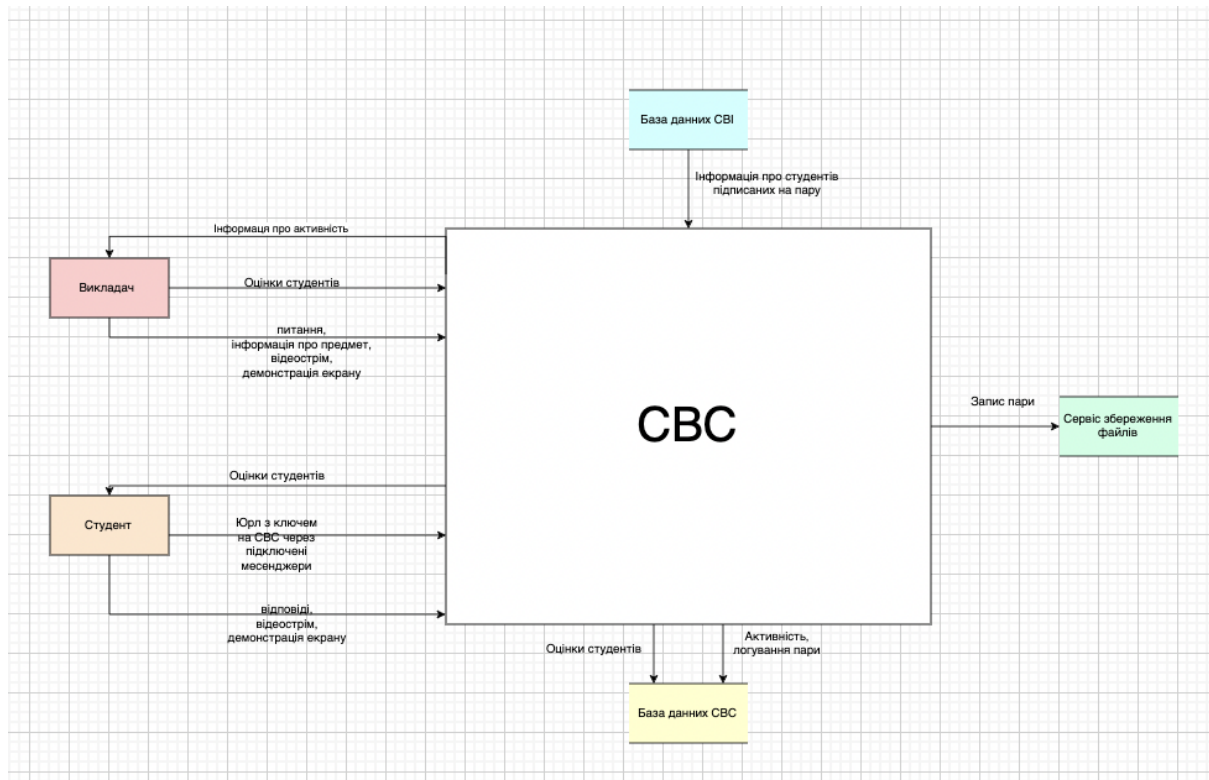 База данних СВІ
Інформація про студентів
підписаних на пару
Інформаця про активність
Викладач
Оцінки студентів
питання,
інформація про предмет,
відеострім,
демонстрація екрану
СВС
Запис пари
Сервіс збереження
файлів
Оцінки студентів
Студент
Юрл з ключем
на СВС через
підключені
месенджери
відповіді,
відеострім,
демонстрація екрану
Оцінки студентів
Активність,
логування пари
База данних СВС